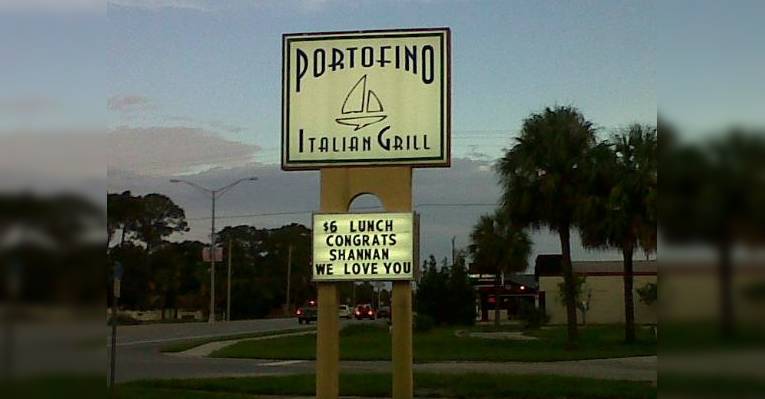 PORTOFINO
ITALIAN GRILL
$6 LUNCH
CONGRATS
SHANNAN
WE LOVE YOU